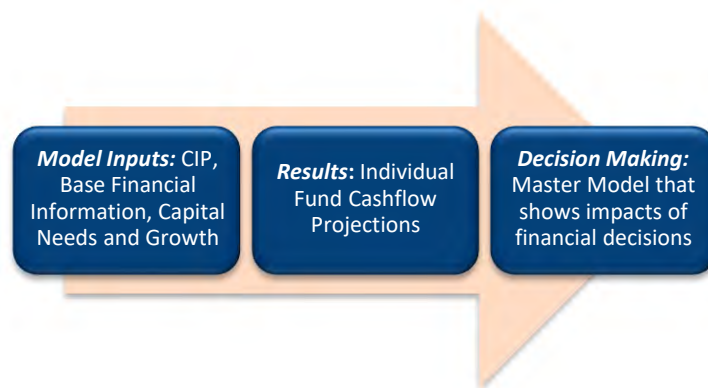 Model Inputs: CIP,
Base Financial
Information, Capital
Needs and Growth
Results: Individual
Fund Cashflow
Projections
Decision Making:
Master Model that
shows impacts of
financial decisions